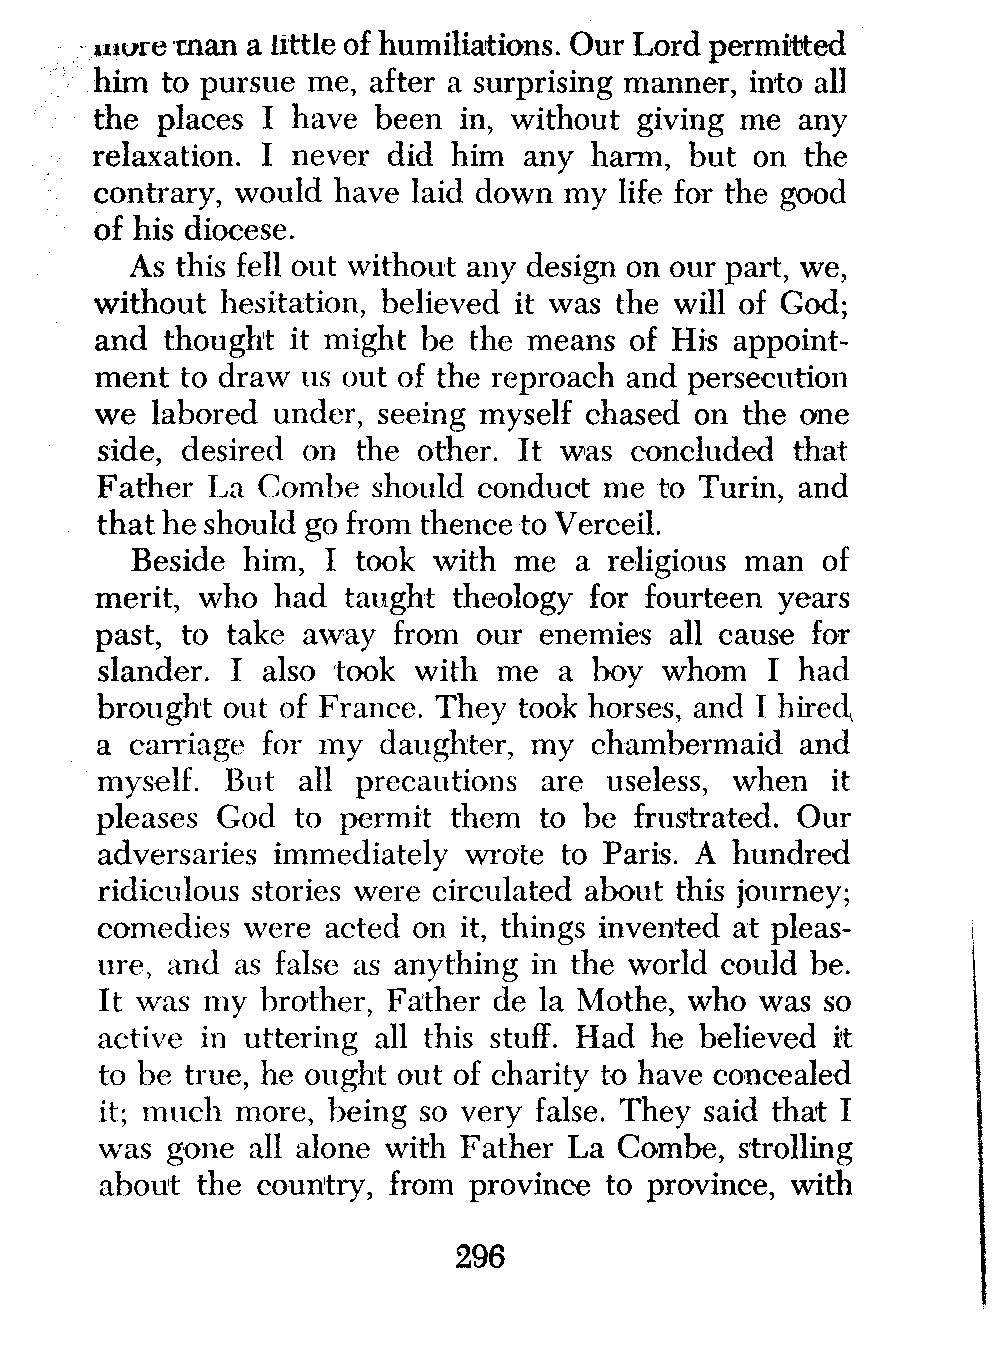 more than a little of humiliations. Our Lord permitted
him to pursue me, after a surprising manner, into all
the places I have been in, without giving me any
relaxation. I never did him any harm, but on the
contrary, would have laid down my life for the good
of his diocese.
As this fell out without any design on our part, we,
without hesitation, believed it was the will of God;
and thought it might be the means of His appoint-
ment to draw us out of the reproach and persecution
we labored under, seeing myself chased on the one
side, desired on the other. It was concluded that
Father La Combe should conduct me to Turin, and
that he should go from thence to Verceil.
Beside him, I took with me a religious man of
merit, who had taught theology for fourteen years
past, to take away from our enemies all cause for
slander. I also took with me a boy whom I had
brought out of France. They took horses, and I hired,
a carriage for my daughter, my chambermaid and
myself. But all precautions are useless, when it
pleases God to permit them to be frustrated. Our
adversaries immediately wrote to Paris. A hundred
ridiculous stories were circulated about this journey;
comedies were acted on it, things invented at pleas-
ure, and as false as anything in the world could be.
It was my brother, Father de la Mothe, who was so
active in uttering all this stuff. Had he believed it
to be true, he ought out of charity to have concealed
it; much more, being so very false. They said that I
was gone all alone with Father La Combe, strolling
about the country, from province to province, with
296